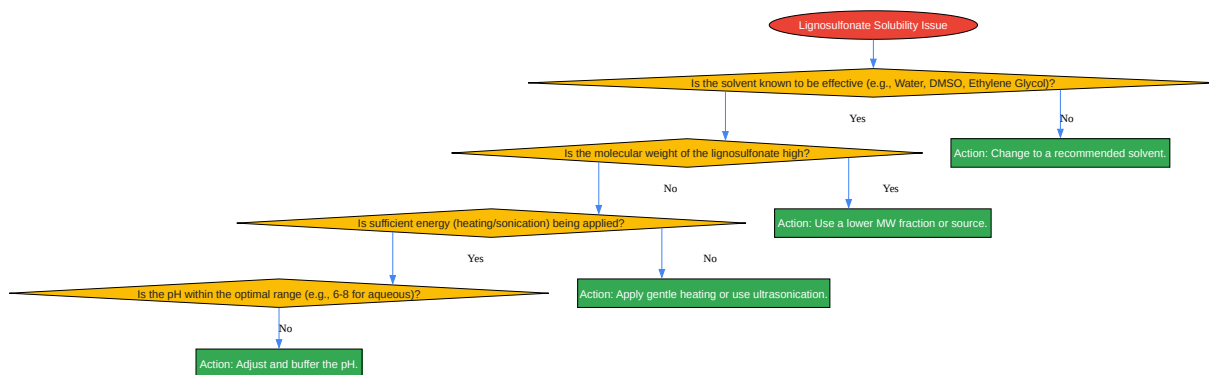 Lignosulfonate Solubility Issue
Is the solvent known to be effective (e.g., Water, DMSO, Ethylene Glycol)?
Yes
No
Is the molecular weight of the lignosulfonate high?
Action: Change to a recommended solvent.
No
Yes
Is sufficient energy (heating/sonication) being applied?
Action: Use a lower MW fraction or source.
Yes
No
Is the pH within the optimal range (e.g., 6-8 for aqueous)?
Action: Apply gentle heating or use ultrasonication.
No
Action: Adjust and buffer the pH.